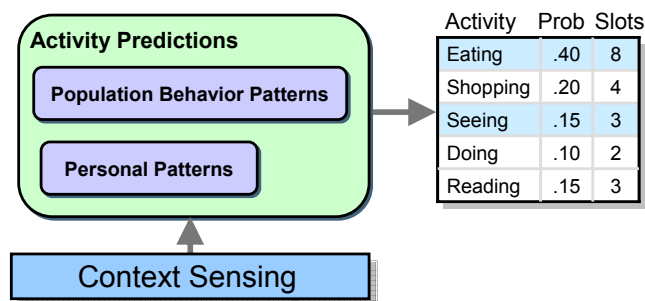 Activity Predictions
Population Behavior Patterns
Personal Patterns
Context Sensing
Activity Prob Slots
Eating .40 8
Shopping .20 4
Seeing .15 3
Doing .10 2
Reading .15 3